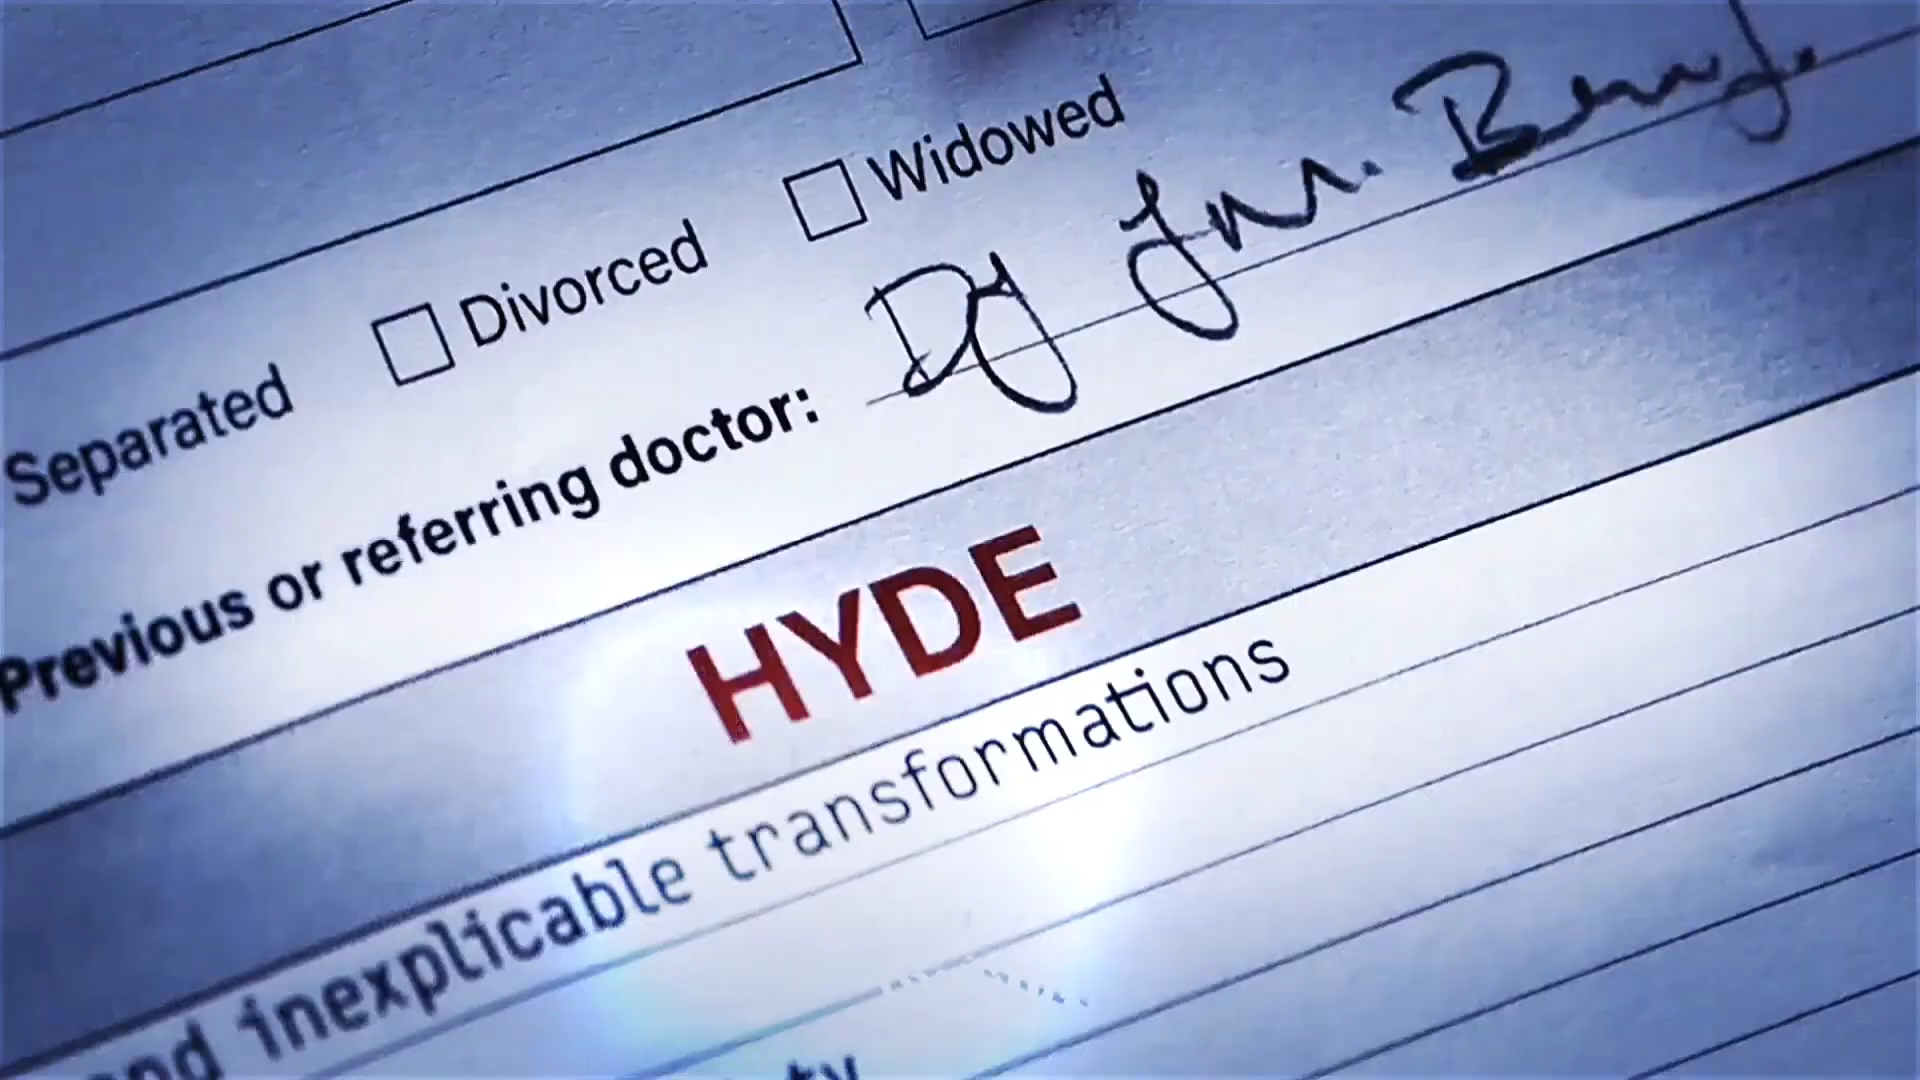 Separated Divorced Widowed
Previous or referring doctor:
HYDE
inexplicable transformations